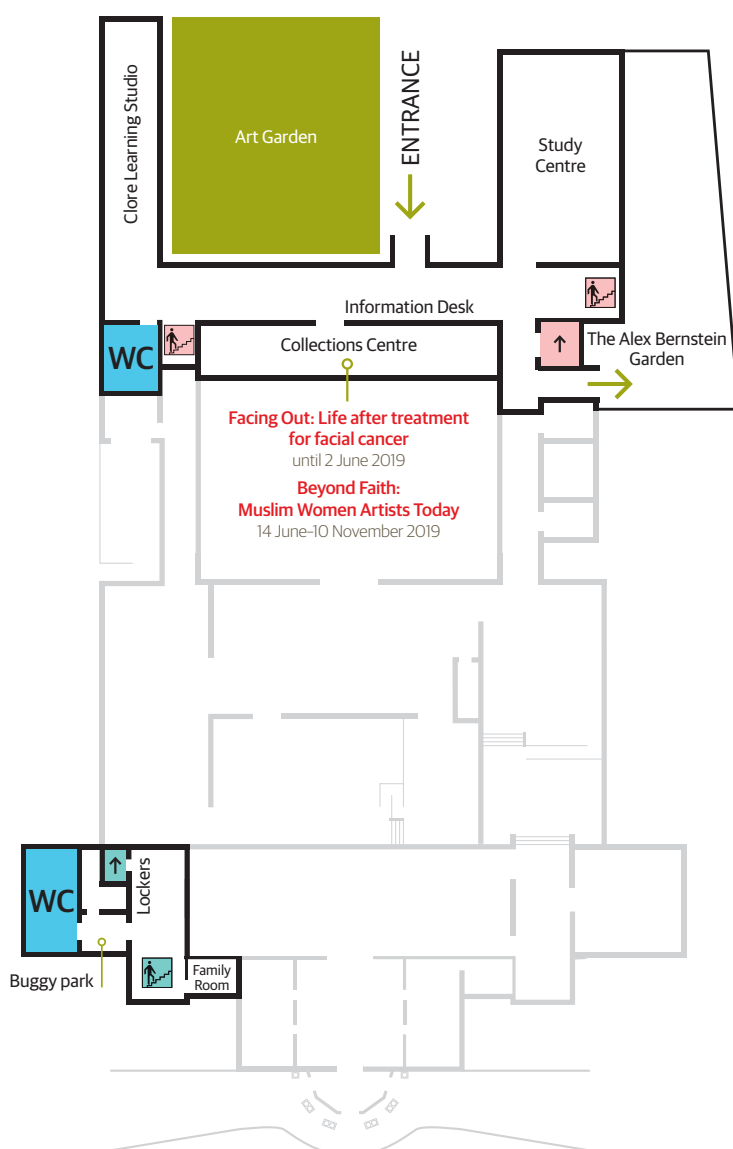 Clore Learning Studio
Art Garden
ENTRANCE
Study
Centre
Information Desk
WC
Collections Centre
The Alex Bernstein
Garden
Facing Out: Life after treatment
for facial cancer
until 2 June 2019
Beyond Faith:
Muslim Women Artists Today
14 June–10 November 2019
WC
Lockers
Buggy park
Family
Room